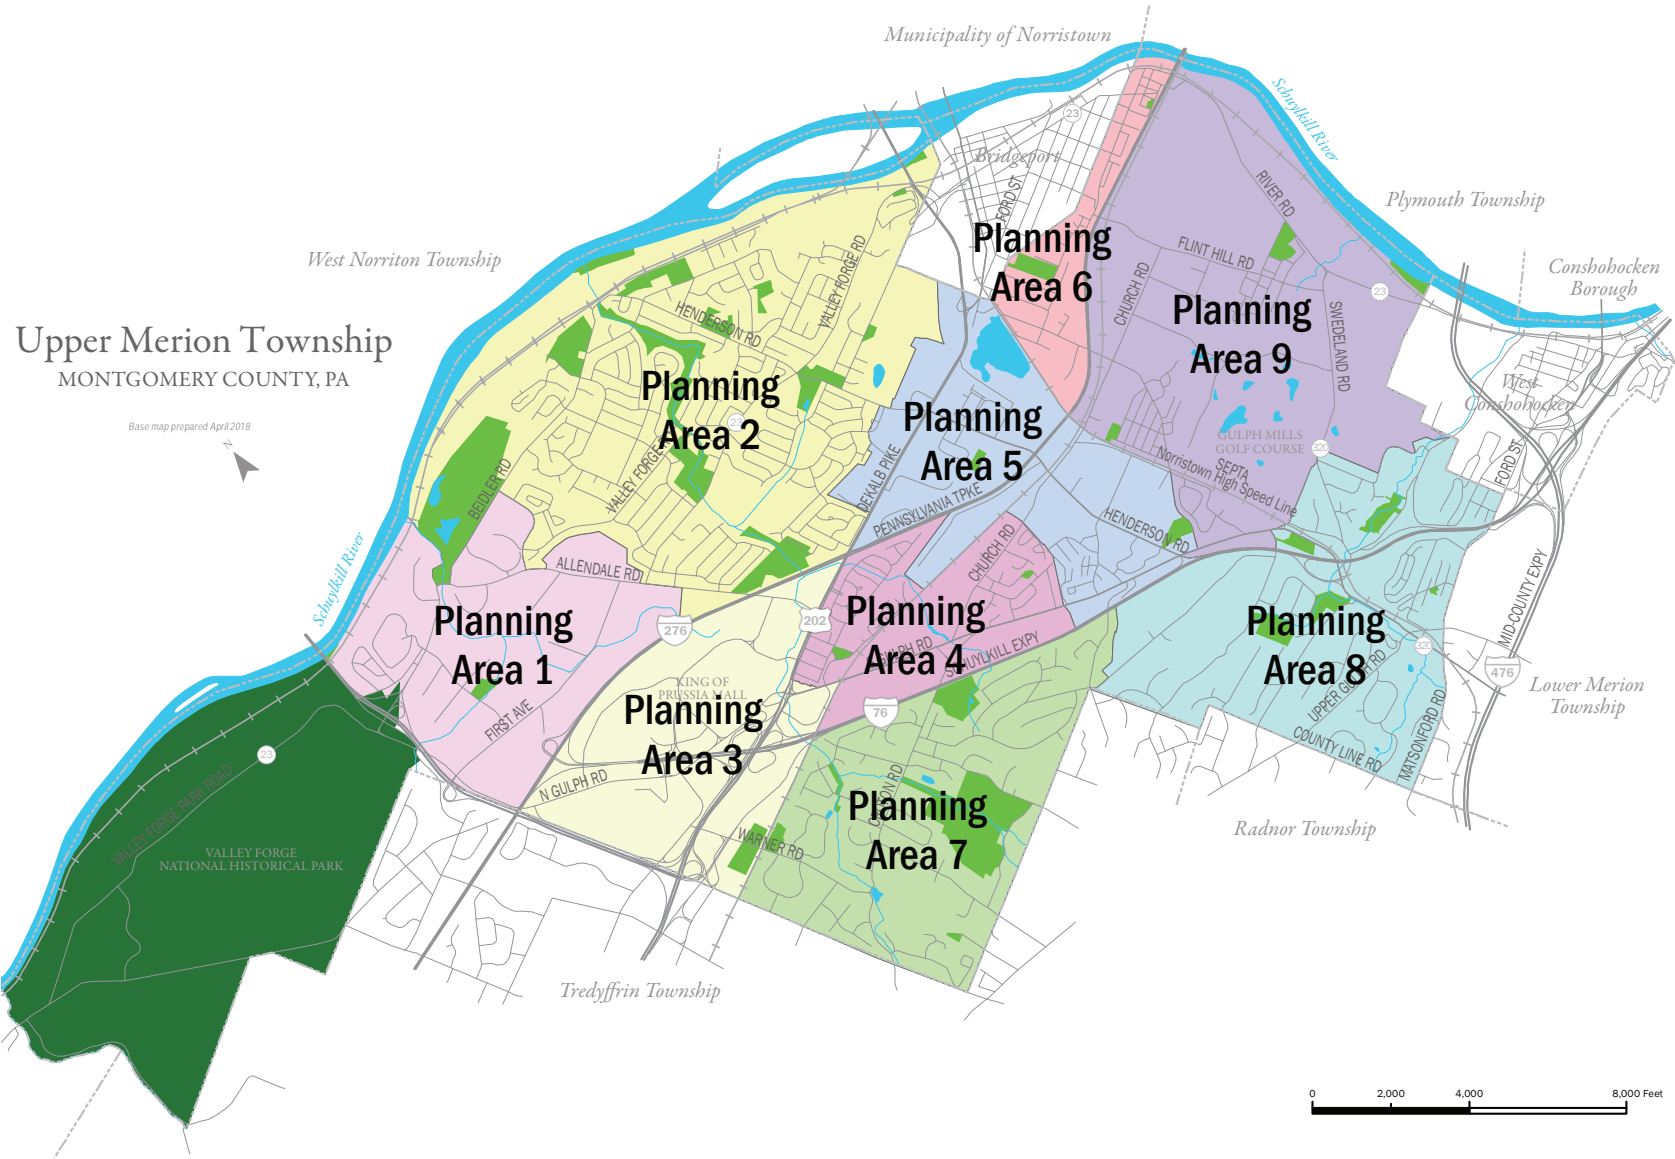 Municipality of Norristown
Schuylkill River
23
Bridgeport
FORD ST
RIVER RD
Plymouth Township
West Norriton Township
Planning
Area 6
FLINT HILL RD
CHURCH RD
VALLEY FORGE RD
Conshohocken
Borough
23
Planning
Area 9
SWEDELAND RD
HENDERSON RD
Upper Merion Township
MONTGOMERY COUNTY, PA
Base map prepared April 2018
N
Planning
Area 2
23
VALLEY FORGE
West
Conshohocken
Planning
Area 5
DEKALB PIKE
PENNSYLVANIA TPKE
GULPH MILLS
GOLF COURSE
320
SEPTA
Norristown High Speed Line
FORD ST
BEIDLER RD
HENDERSON RD
CHURCH RD
ALLENDALE RD
Schuylkill River
MID-COUNTY EXPY
Planning
Area 1
276
202
Planning
Area 4
GULPH RD
SCHUYLKILL EXPY
Planning
Area 8
320
UPPER GULPH RD
476
Lower Merion
Township
KING OF
PRUSSIA MALL
Planning
Area 3
FIRST AVE
76
MATSONFORD RD
COUNTY LINE RD
23
N GULPH RD
VALLEY FORGE PARK ROAD
Planning
Area 7
WARNER RD
Radnor Township
VALLEY FORGE
NATIONAL HISTORICAL PARK
Tredyffrin Township
0 2,000 4,000 8,000 Feet